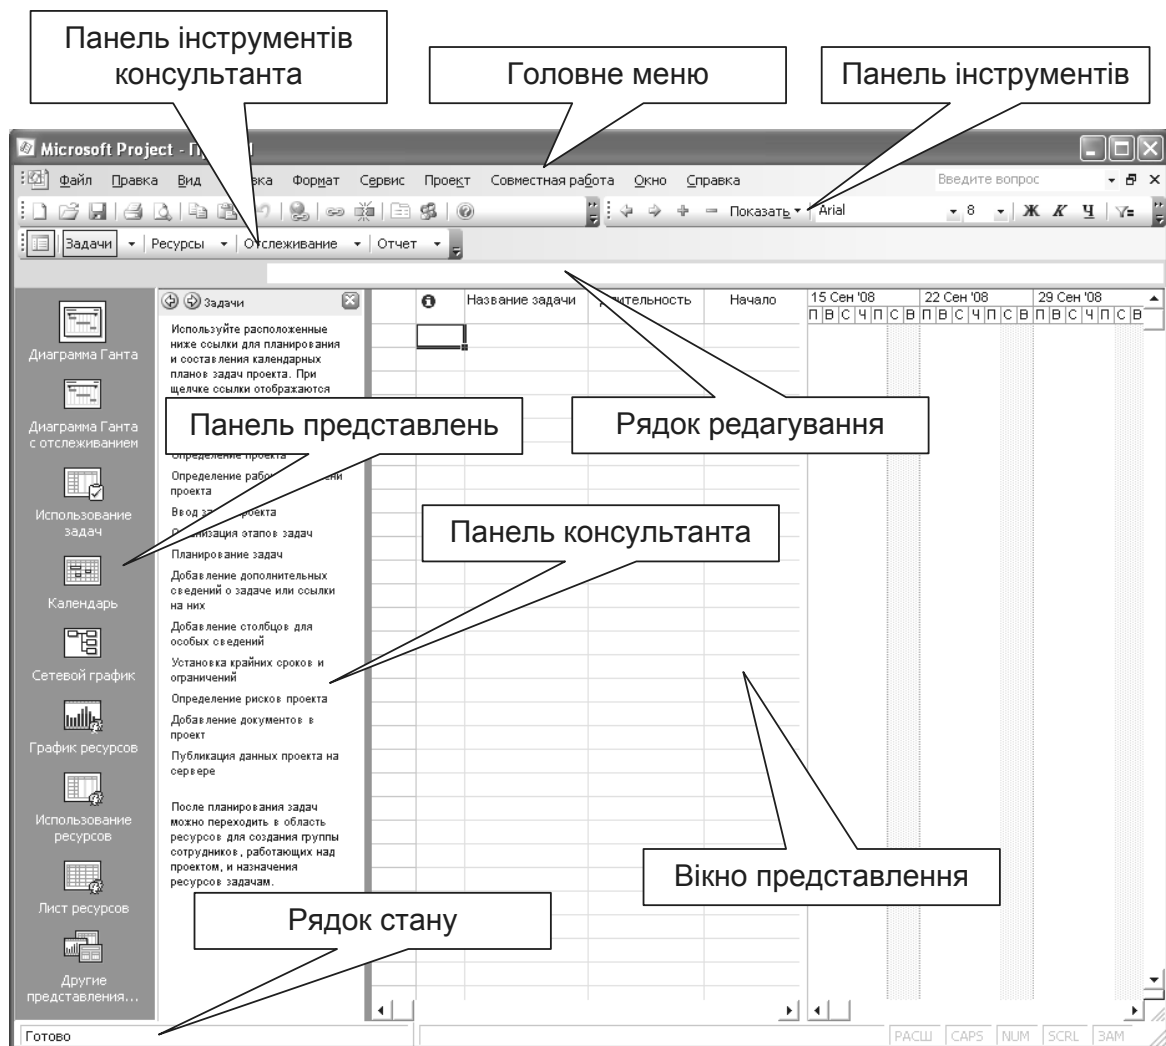 Панель інструментів
консультанта
Головне меню
Панель інструментів
Microsoft Project -
Файл Правка Вид Формат Сервис Проект Совместная работа Окно Справка Введите вопрос
Показать Arial 8 Ж К Ч
Задачи Ресурсы Отслеживание Отчет
Задачи
Название задачи Длительность Начало 15 Сен '08 22 Сен '08 29 Сен '08
П В С Ч П С В П В С Ч П С В П В С Ч П С В
Используйте расположенные
ниже ссылки для планирования
и составления календарных
планов задач проекта. При
щелчке ссылки отображаются
Диаграмма Ганта
Диаграмма Ганта
с отслеживанием
Использование
задач
Календарь
Сетевой график
График ресурсов
Использование
ресурсов
Лист ресурсов
Другие
представления...
Панель представлень
Рядок редагування
Определение проекта
Определение
проекта
Ввод проекта
Организация этапов задач
Планирование задач
Добавление дополнительных
сведений о задаче или ссылки
на них
Добавление столбцов для
особых сведений
Установка крайних сроков и
ограничений
Определение рисков проекта
Добавление документов в
проект
Публикация данных проекта на
сервере
После планирования задач
можно переходить в область
ресурсов для создания группы
сотрудников, работающих над
проектом, и назначения
ресурсов задачам.
Панель консультанта
Вікно представлення
Рядок стану
Готово
РАСШ CAPS NUM SCRL ЗАМ